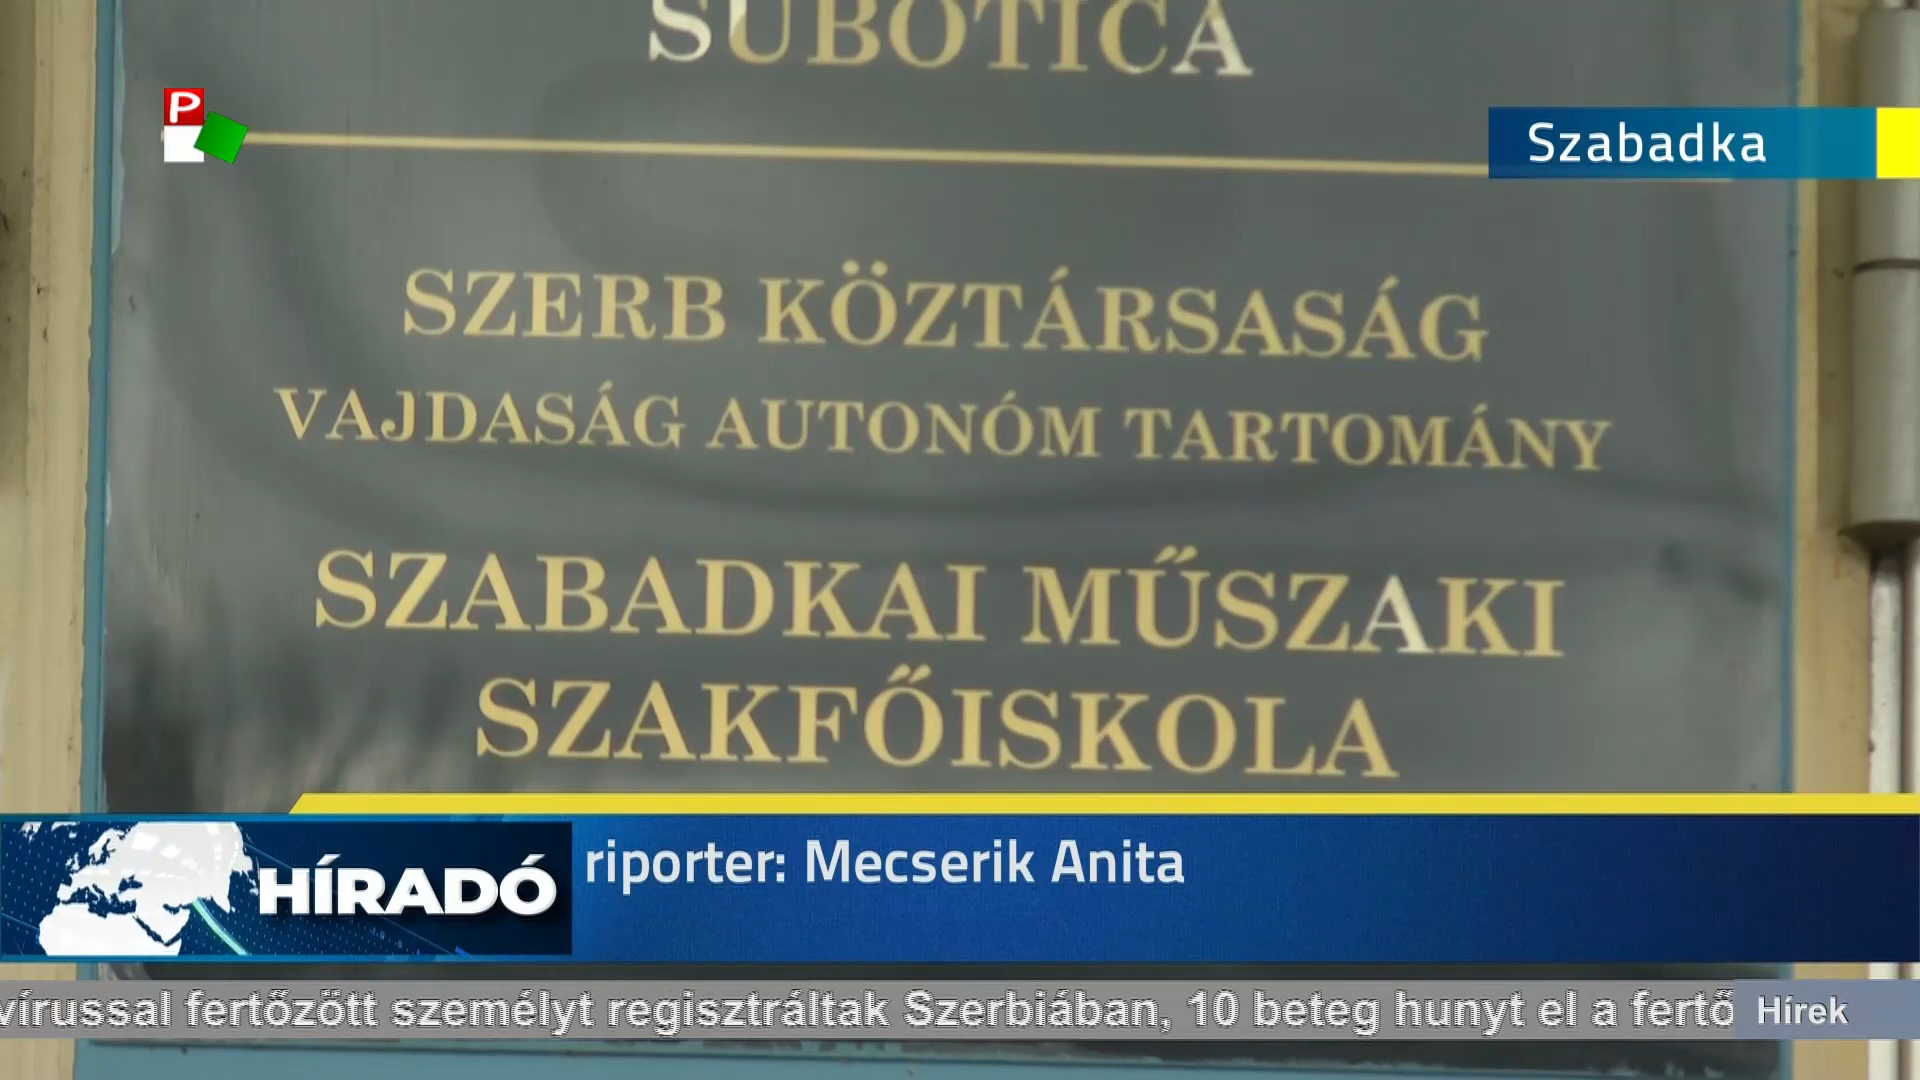 SUBOTICA
P
Szabadka
SZERB KÖZTÁRSASÁG
VAJDASÁG AUTONÓM TARTOMÁNY
SZABADKAI MŰSZAKI
SZAKFŐISKOLA
HÍRADÓ
riporter: Mecserik Anita
vírussal fertőzött személyt regisztráltak Szerbiában, 10 beteg hunyt el a fertő
Hírek